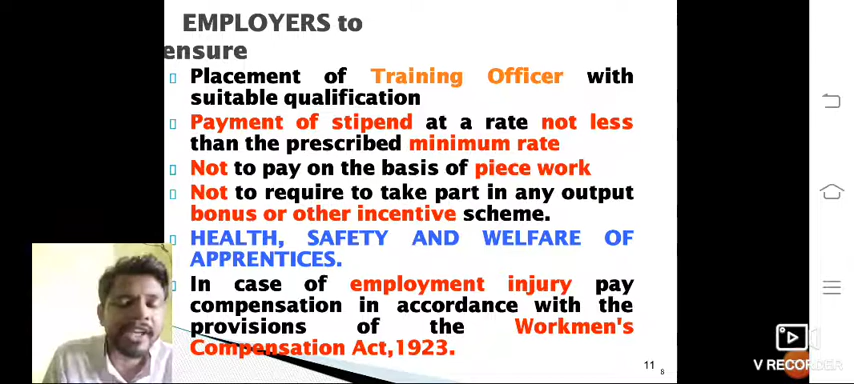 EMPLOYERS to
ensure
Placement of Training Officer with
suitable qualification
Payment of stipend at a rate not less
than the prescribed minimum rate
Not to pay on the basis of piece work
Not to require to take part in any output
bonus or other incentive scheme.
HEALTH, SAFETY AND WELFARE OF
APPRENTICES.
In case of employment injury pay
compensation in accordance with the
provisions of the Workmen's
Compensation Act,1923.
11
8
V RECORDER